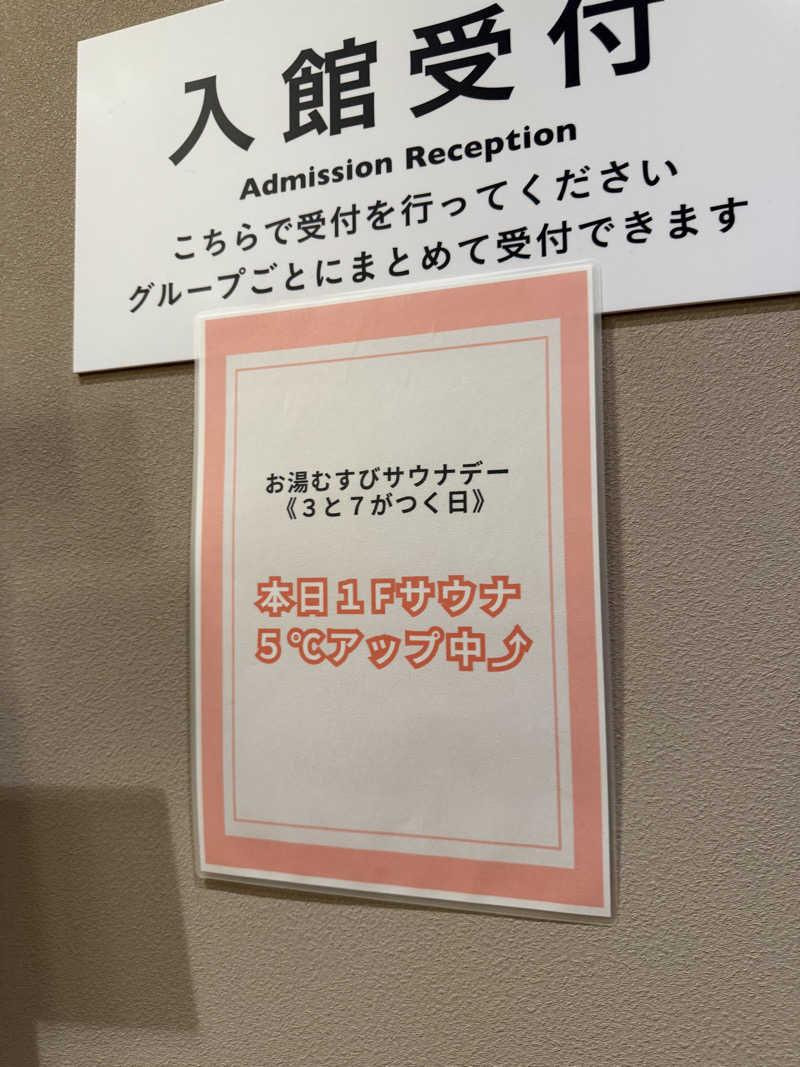 入館受付
Admission Reception
こちらで受付を行ってください
グループごとにまとめて受付できます
お湯むすびサウナデー
《３と７がつく日》
本日１Fサウナ
５℃アップ中⤴